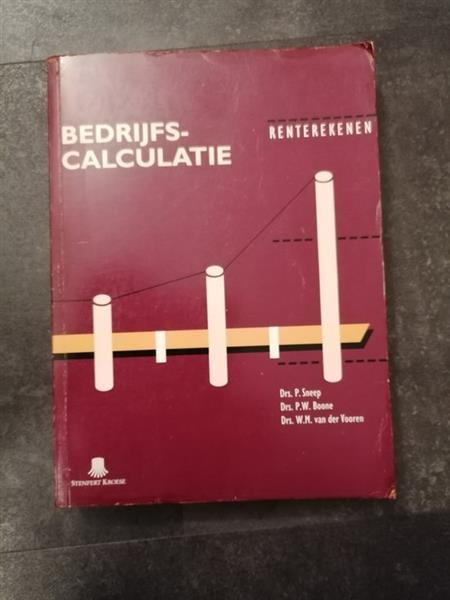 BEDRIJFS-
CALCULATIE
RENTEREKENEN
Drs. P. Sneep
Drs. P.W. Boone
Drs. W.M. van der Vooren
STENFERT KROESE